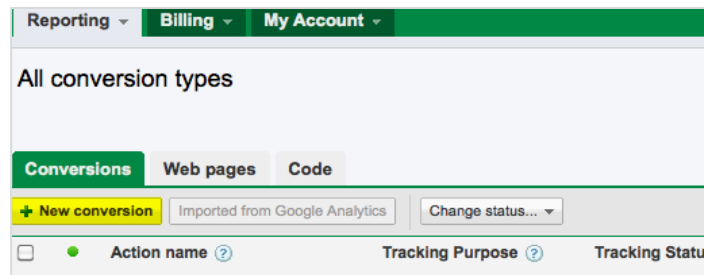 Reporting Billing My Account
All conversion types
Conversions Web pages Code
+ New conversion Imported from Google Analytics Change status...
Action name ? Tracking Purpose ? Tracking Statu